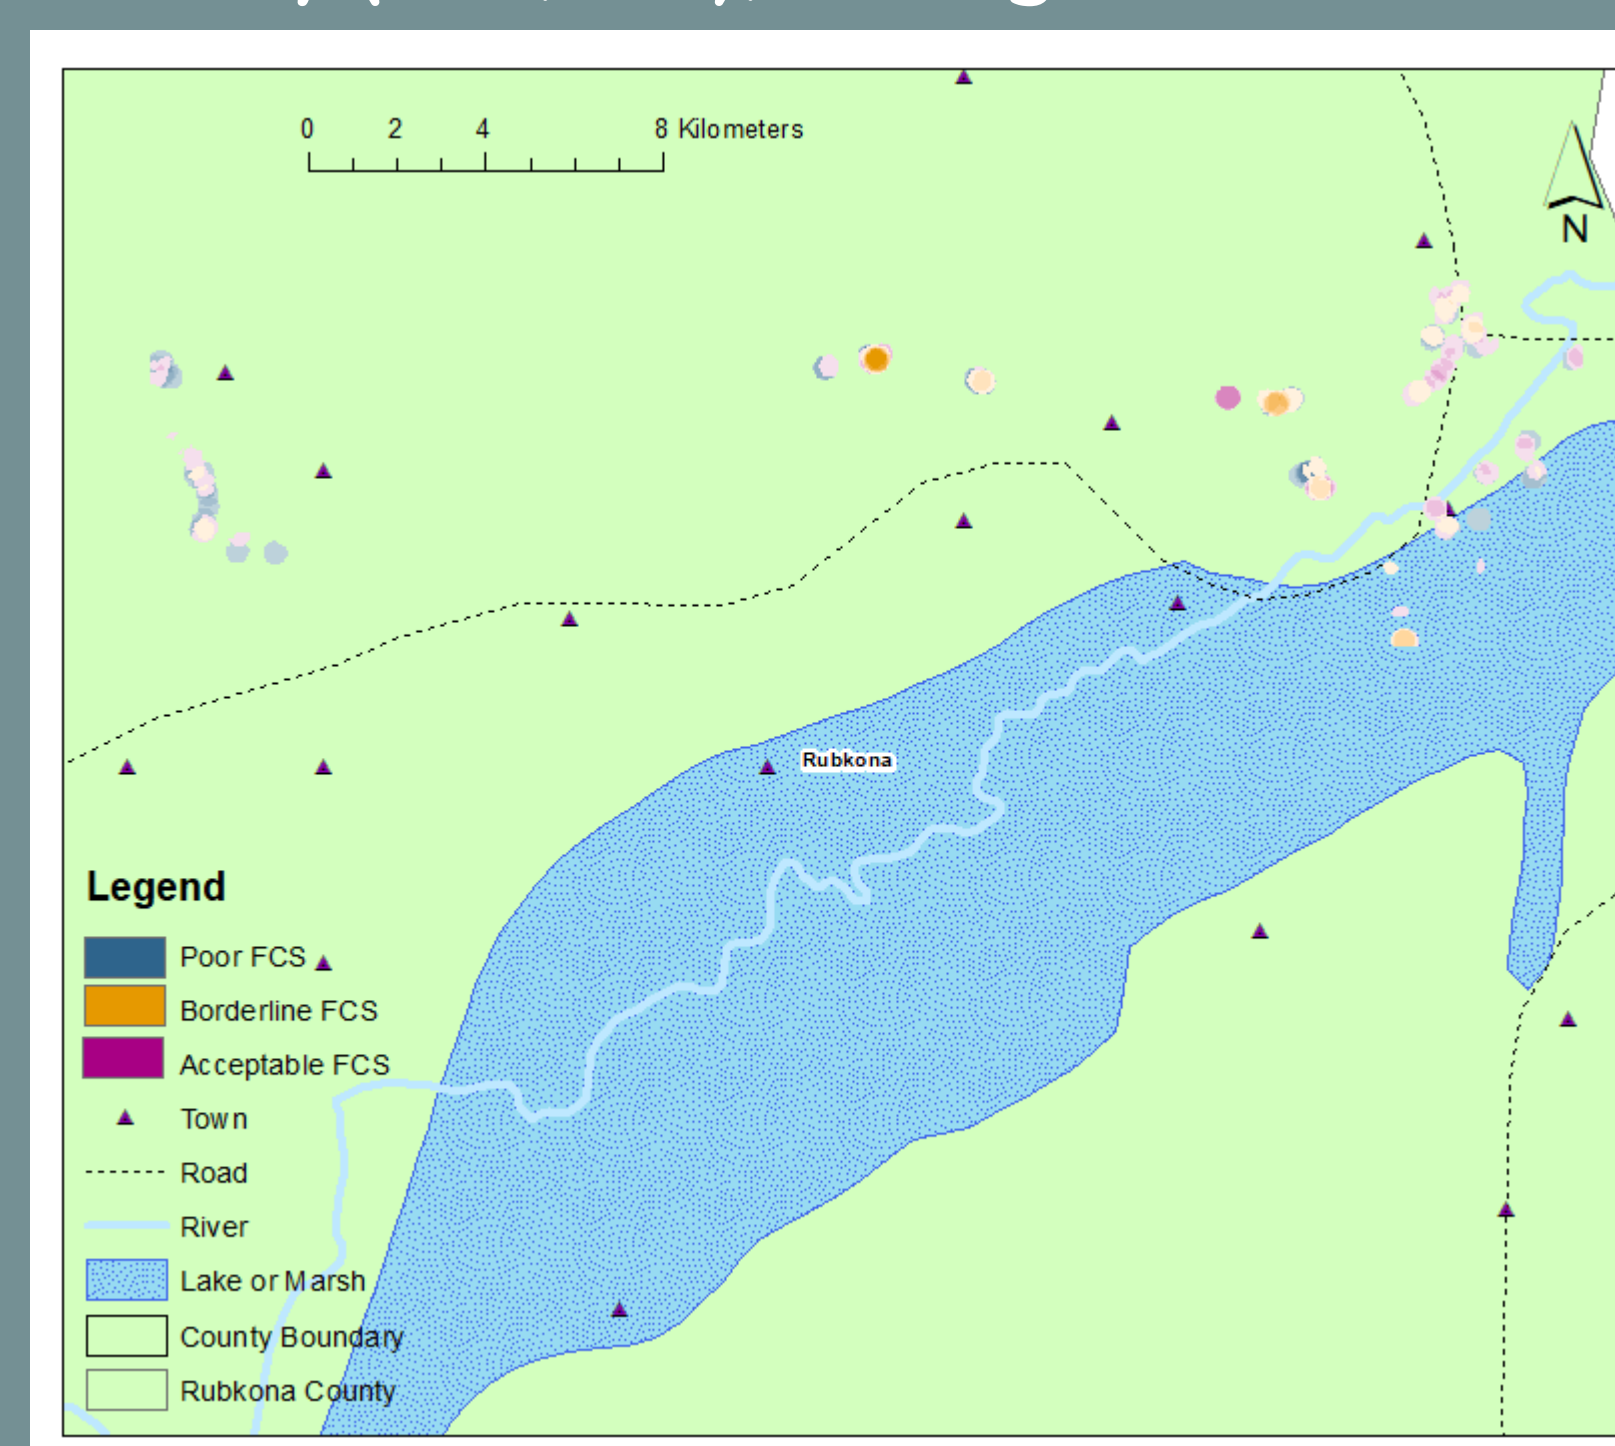 0 2 4 8 Kilometers
N
Rubkona
Legend
Poor FCS
Borderline FCS
Acceptable FCS
Town
Road
River
Lake or Marsh
County Boundary
Rubkona County